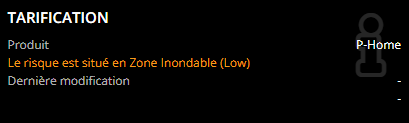 TARIFICATION
Produit P-Home
Le risque est situé en Zone Inondable (Low)
Dernière modification -
-